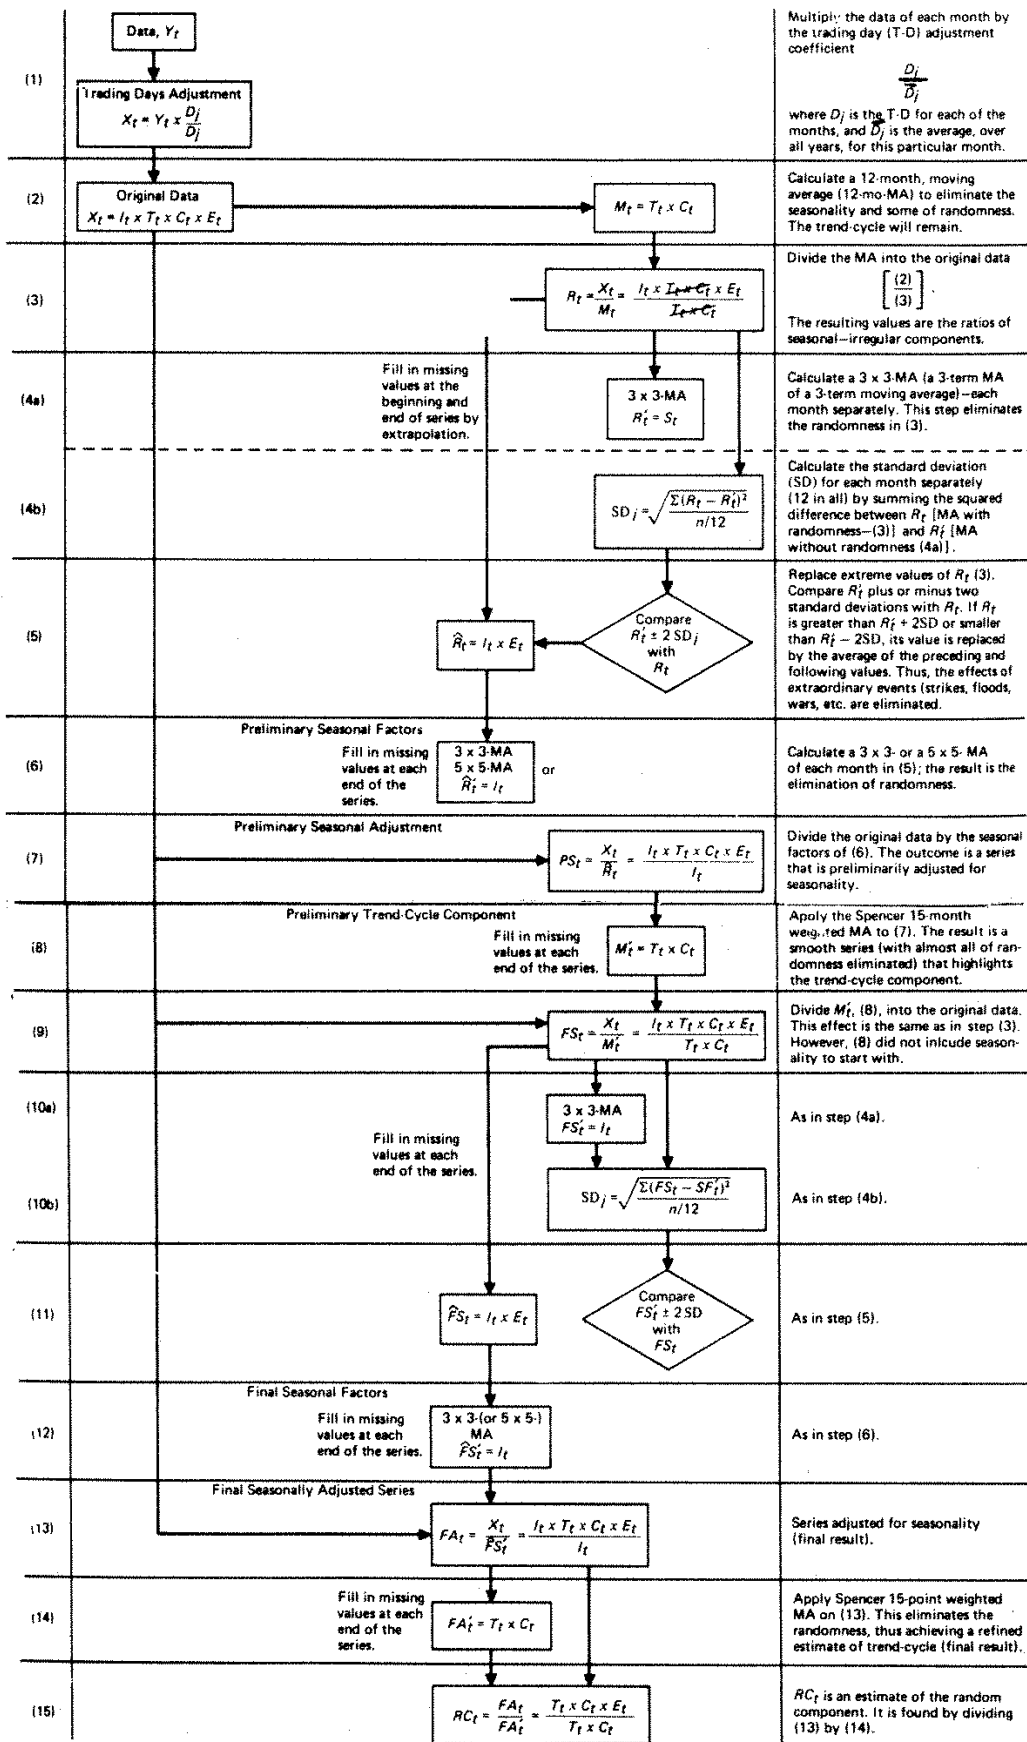 Data, Yt
(1)
Trading Days Adjustment
Xt = Yt x Dj / Dj
Multiply the data of each month by
the trading day (T-D) adjustment
coefficient
Dj
D̄j
where Dj is the T-D for each of the
months, and D̄j is the average, over
all years, for this particular month.
(2)
Original Data
Xt = It x Tt x Ct x Et
Mt = Tt x Ct
Calculate a 12-month, moving
average (12-mo-MA) to eliminate the
seasonality and some of randomness.
The trend-cycle will remain.
(3)
Rt = Xt / Mt = It x Tt x Ct x Et / Tt x Ct
Divide the MA into the original data
[(2) / (3)].
The resulting values are the ratios of
seasonal—irregular components.
(4a)
Fill in missing
values at the
beginning and
end of series by
extrapolation.
3 x 3-MA
R't = St
Calculate a 3 x 3-MA (a 3-term MA
of a 3-term moving average)—each
month separately. This step eliminates
the randomness in (3).
(4b)
SDj = √ Σ(Rt − R't)² / n/12
Calculate the standard deviation
(SD) for each month separately
(12 in all) by summing the squared
difference between Rt [MA with
randomness—(3)] and R't [MA
without randomness (4a)].
(5)
R̂t = It x Et
Compare
R't ± 2 SDj
with
Rt
Replace extreme values of Rt (3).
Compare R't plus or minus two
standard deviations with Rt. If Rt
is greater than R't + 2SD or smaller
than R't − 2SD, its value is replaced
by the average of the preceding and
following values. Thus, the effects of
extraordinary events (strikes, floods,
wars, etc. are eliminated.
Preliminary Seasonal Factors
(6)
Fill in missing
values at each
end of the
series.
3 x 3-MA
5 x 5-MA or
R̂'t = It
Calculate a 3 x 3- or a 5 x 5- MA
of each month in (5); the result is the
elimination of randomness.
Preliminary Seasonal Adjustment
(7)
PSt = Xt / R̂t = It x Tt x Ct x Et / It
Divide the original data by the seasonal
factors of (6). The outcome is a series
that is preliminarily adjusted for
seasonality.
Preliminary Trend-Cycle Component
(8)
Fill in missing
values at each
end of the series.
M't = Tt x Ct
Apply the Spencer 15-month
weighted MA to (7). The result is a
smooth series (with almost all of ran-
domness eliminated) that highlights
the trend-cycle component.
(9)
FSt = Xt / M't = It x Tt x Ct x Et / Tt x Ct
Divide M't, (8), into the original data.
This effect is the same as in step (3).
However, (8) did not inlcude season-
ality to start with.
(10a)
3 x 3-MA
FS't = It
As in step (4a).
Fill in missing
values at each
end of the series.
(10b)
SDj = √ Σ(FSt − SF't)² / n/12
As in step (4b).
(11)
F̂St = It x Et
Compare
FS't ± 2 SD
with
FSt
As in step (5).
Final Seasonal Factors
(12)
Fill in missing
values at each
end of the series.
3 x 3-(or 5 x 5-)
MA
F̂S't = It
As in step (6).
Final Seasonally Adjusted Series
(13)
FAt = Xt / F̂S't = It x Tt x Ct x Et / It
Series adjusted for seasonality
(final result).
(14)
Fill in missing
values at each
end of the
series.
FA't = Tt x Ct
Apply Spencer 15-point weighted
MA on (13). This eliminates the
randomness, thus achieving a refined
estimate of trend-cycle (final result).
(15)
RCt = FAt / FA't = Tt x Ct x Et / Tt x Ct
RCt is an estimate of the random
component. It is found by dividing
(13) by (14).